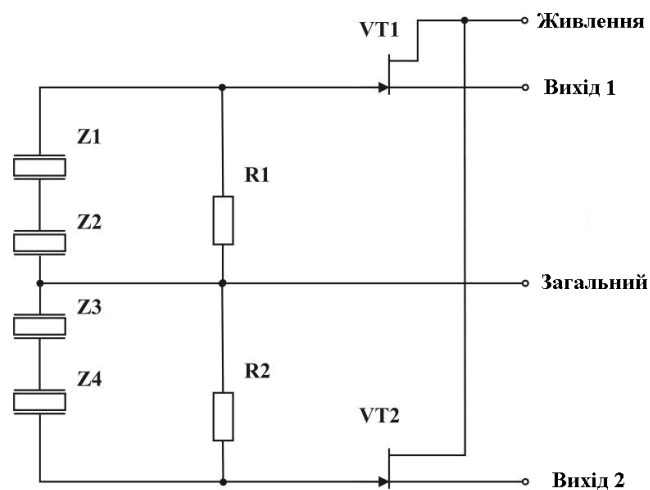 VT1
Живлення
Вихід 1
Z1
R1
Z2
Загальний
Z3
R2
Z4
VT2
Вихід 2